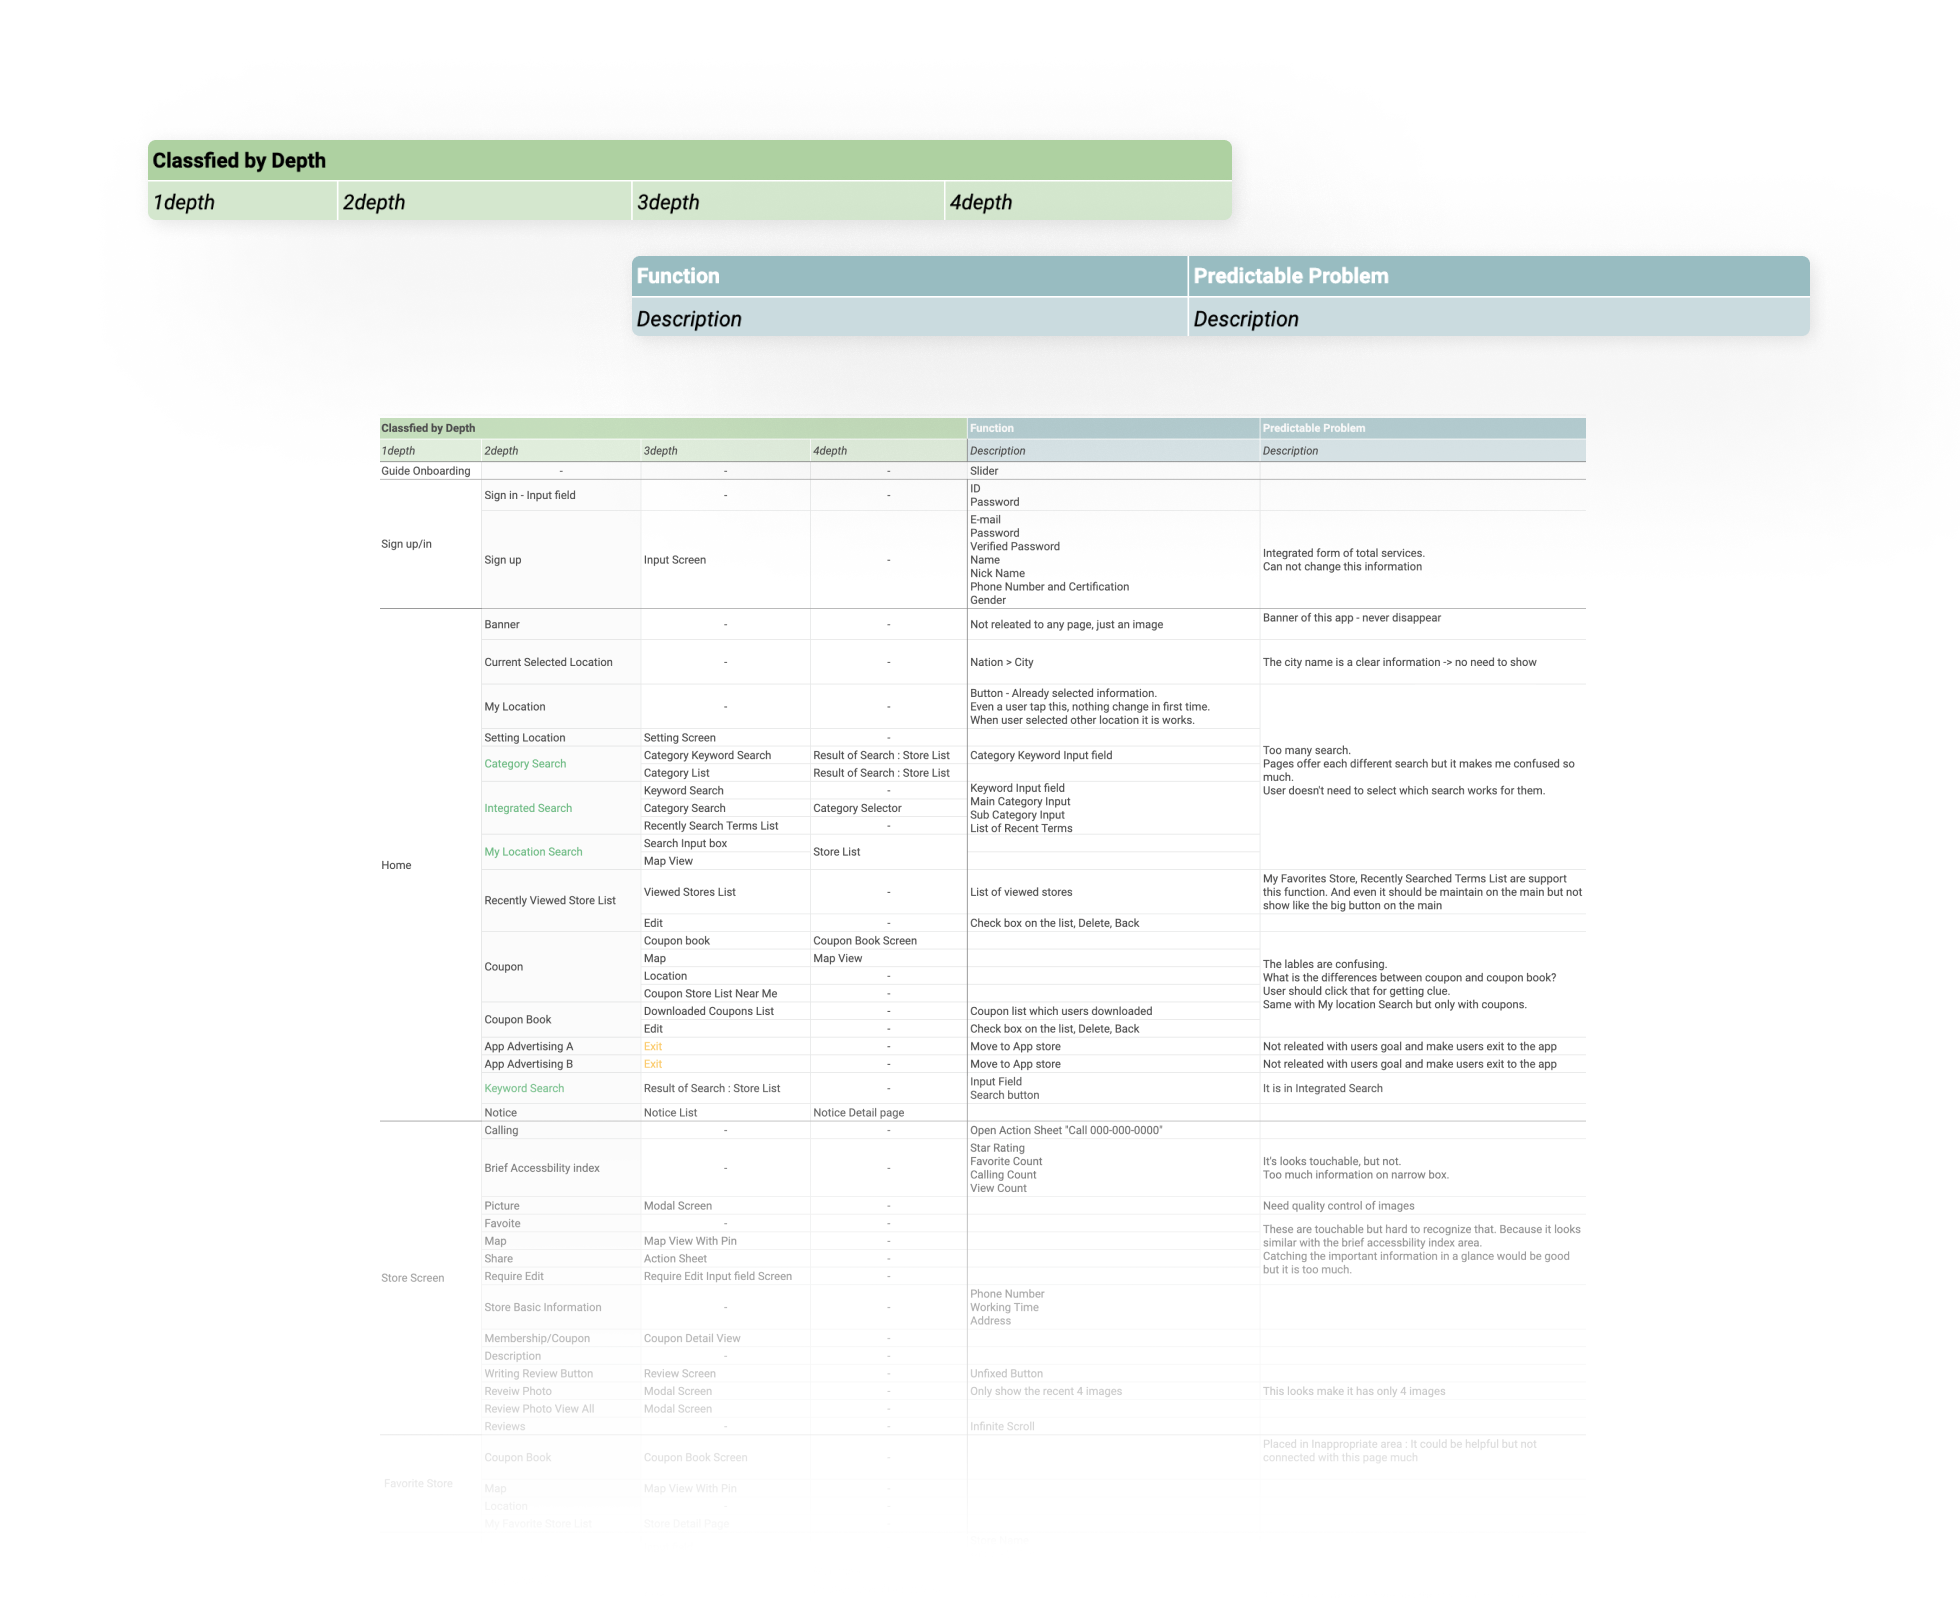 Classfied by Depth
1depth 2depth 3depth 4depth
Function Predictable Problem
Description Description
Classfied by Depth Function Predictable Problem
1depth 2depth 3depth 4depth Description Description
Guide Onboarding - - - Slider
Sign up/in
Sign in - Input field - - ID
Password
Sign up Input Screen - E-mail
Password
Verified Password
Name
Nick Name
Phone Number and Certification
Gender
Integrated form of total services.
Can not change this information
Home
Banner - - Not releated to any page, just an image Banner of this app - never disappear
Current Selected Location - - Nation > City The city name is a clear information -> no need to show
My Location - - Button - Already selected information.
Even a user tap this, nothing change in first time.
When user selected other location it is works.
Setting Location Setting Screen -
Category Search Category Keyword Search Result of Search : Store List Category Keyword Input field
Category List Result of Search : Store List
Too many search.
Pages offer each different search but it makes me confused so
much.
User doesn't need to select which search works for them.
Integrated Search Keyword Search -
Category Search Category Selector
Recently Search Terms List -
Keyword Input field
Main Category Input
Sub Category Input
List of Recent Terms
My Location Search Search Input box Store List
Map View
Recently Viewed Store List Viewed Stores List - List of viewed stores
My Favorites Store, Recently Searched Terms List are support
this function. And even it should be maintain on the main but not
show like the big button on the main
Edit - Check box on the list, Delete, Back
Coupon Coupon book Coupon Book Screen
Map Map View
Location -
Coupon Store List Near Me -
The lables are confusing.
What is the differences between coupon and coupon book?
User should click that for getting clue.
Same with My location Search but only with coupons.
Coupon Book Downloaded Coupons List - Coupon list which users downloaded
Edit - Check box on the list, Delete, Back
App Advertising A Exit - Move to App store Not releated with users goal and make users exit to the app
App Advertising B Exit - Move to App store Not releated with users goal and make users exit to the app
Keyword Search Result of Search : Store List - Input Field
Search button
It is in Integrated Search
Notice Notice List Notice Detail page
Store Screen
Calling - - Open Action Sheet "Call 000-000-0000"
Brief Accessbility index - - Star Rating
Favorite Count
Calling Count
View Count
It's looks touchable, but not.
Too much information on narrow box.
Picture Modal Screen - Need quality control of images
Favoite - -
Map Map View With Pin -
Share Action Sheet -
Require Edit Require Edit Input field Screen -
These are touchable but hard to recognize that. Because it looks
similar with the brief accessbility index area.
Catching the important information in a glance would be good
but it is too much.
Store Basic Information - - Phone Number
Working Time
Address
Membership/Coupon Coupon Detail View -
Description - -
Writing Review Button Review Screen - Unfixed Button
Reveiw Photo Modal Screen - Only show the recent 4 images This looks make it has only 4 images
Review Photo View All Modal Screen -
Reviews - - Infinite Scroll
Favorite Store
Coupon Book Coupon Book Screen -
Placed in Inappropriate area : It could be helpful but not
connected with this page much
Map Map View With Pin -
Location - -
My Favorite Store List Store Detail Page -